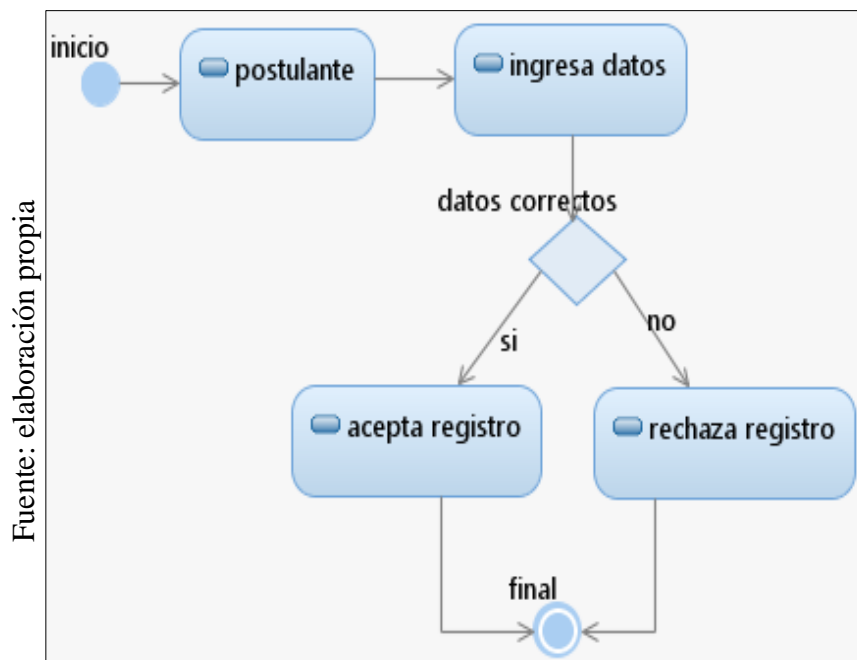 inicio
postulante
ingresa datos
datos correctos
si
no
acepta registro
rechaza registro
final
Fuente: elaboración propia